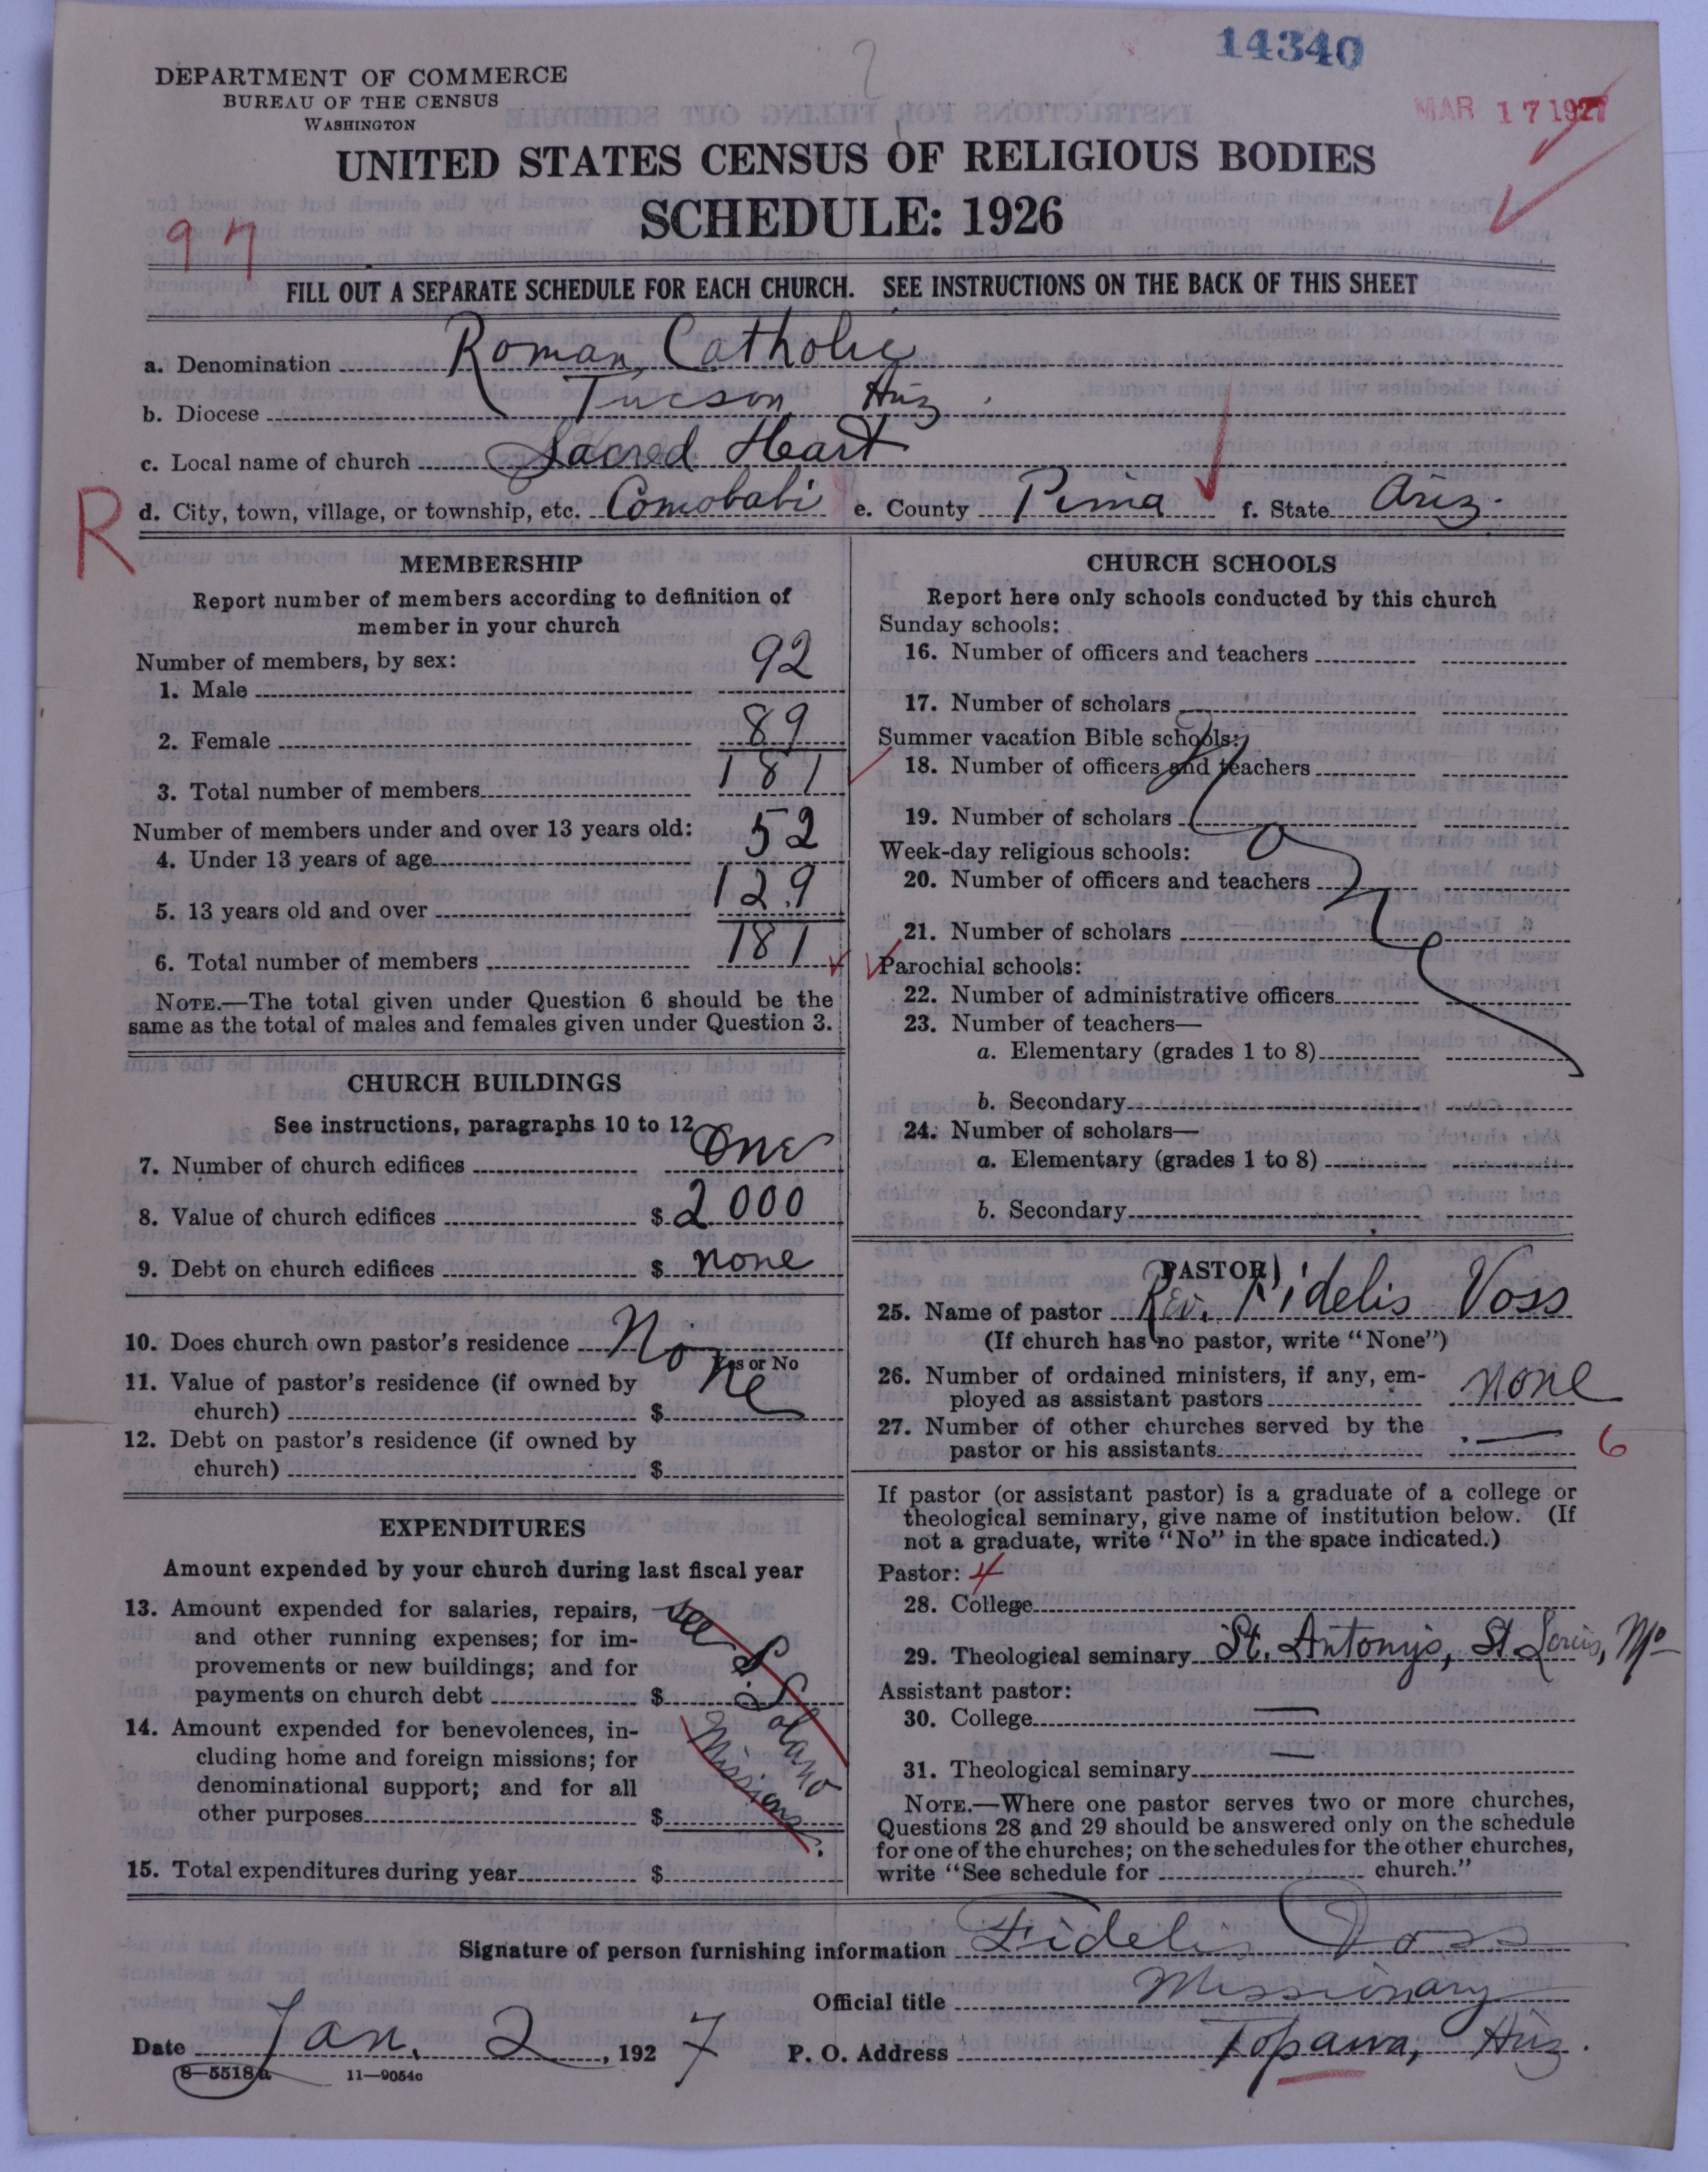 14340
DEPARTMENT OF COMMERCE
BUREAU OF THE CENSUS
WASHINGTON
MAR 17 1927
UNITED STATES CENSUS OF RELIGIOUS BODIES
SCHEDULE: 1926
97
FILL OUT A SEPARATE SCHEDULE FOR EACH CHURCH. SEE INSTRUCTIONS ON THE BACK OF THIS SHEET
a. Denomination Roman Catholic
b. Diocese Tucson Ariz
c. Local name of church Sacred Heart
R
d. City, town, village, or township, etc. Comobabi e. County Pima f. State Ariz.
MEMBERSHIP
Report number of members according to definition of
member in your church
Number of members, by sex:
1. Male 92
2. Female 89
3. Total number of members 181
Number of members under and over 13 years old:
4. Under 13 years of age 52
5. 13 years old and over 129
6. Total number of members 181
NOTE.—The total given under Question 6 should be the
same as the total of males and females given under Question 3.
CHURCH BUILDINGS
See instructions, paragraphs 10 to 12
7. Number of church edifices One
8. Value of church edifices $ 2000
9. Debt on church edifices $ none
10. Does church own pastor's residence None
Yes or No
11. Value of pastor's residence (if owned by
church) $
12. Debt on pastor's residence (if owned by
church) $
EXPENDITURES
Amount expended by your church during last fiscal year
13. Amount expended for salaries, repairs,
and other running expenses; for im-
provements or new buildings; and for
payments on church debt $
see S. Solano
Missions.
14. Amount expended for benevolences, in-
cluding home and foreign missions; for
denominational support; and for all
other purposes $
15. Total expenditures during year $
CHURCH SCHOOLS
Report here only schools conducted by this church
Sunday schools:
16. Number of officers and teachers
17. Number of scholars
None
Summer vacation Bible schools:
18. Number of officers and teachers
19. Number of scholars
Week-day religious schools:
20. Number of officers and teachers
21. Number of scholars
Parochial schools:
22. Number of administrative officers
23. Number of teachers—
a. Elementary (grades 1 to 8)
b. Secondary
24. Number of scholars—
a. Elementary (grades 1 to 8)
b. Secondary
PASTOR
25. Name of pastor Rev. Fidelis Voss
(If church has no pastor, write "None")
26. Number of ordained ministers, if any, em-
ployed as assistant pastors none
27. Number of other churches served by the
pastor or his assistants — 6
If pastor (or assistant pastor) is a graduate of a college or
theological seminary, give name of institution below. (If
not a graduate, write "No" in the space indicated.)
Pastor: 4
28. College
29. Theological seminary St. Antony's, St Louis, Mo
Assistant pastor:
30. College —
31. Theological seminary —
NOTE.—Where one pastor serves two or more churches,
Questions 28 and 29 should be answered only on the schedule
for one of the churches; on the schedules for the other churches,
write "See schedule for church."
Signature of person furnishing information Fidelis Voss
Official title Missionary
Date Jan. 2, 1927 P. O. Address Topawa, Ariz.
8—5518a 11—9054c